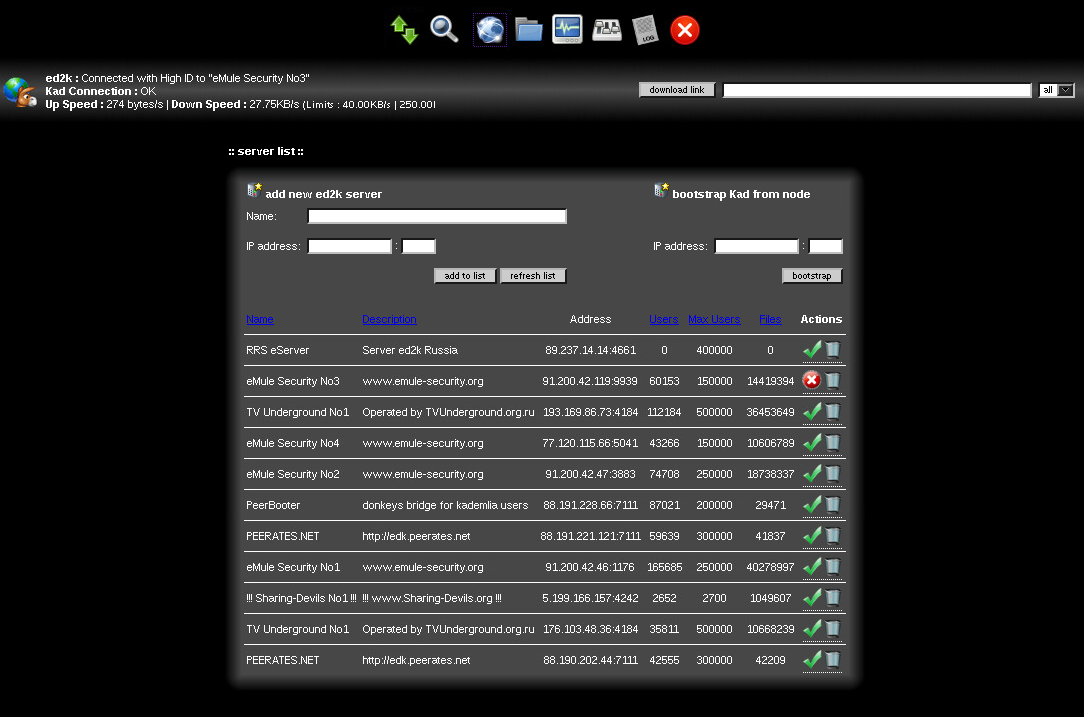 LOG
ed2k : Connected with High ID to "eMule Security No3"
Kad Connection : OK
Up Speed : 274 bytes/s | Down Speed : 27.75KB/s (Limits : 40.00KB/s | 250.00
download link all
:: server list ::
add new ed2k server bootstrap Kad from node
Name:
IP address: : IP address: :
add to list refresh list bootstrap
Name Description Address Users Max Users Files Actions
RRS eServer Server ed2k Russia 89.237.14.14:4661 0 400000 0
eMule Security No3 www.emule-security.org 91.200.42.119:9939 60153 150000 14419394
TV Underground No1 Operated by TVUnderground.org.ru 193.169.86.73:4184 112184 500000 36453649
eMule Security No4 www.emule-security.org 77.120.115.66:5041 43266 150000 10606789
eMule Security No2 www.emule-security.org 91.200.42.47:3883 74708 250000 18738337
PeerBooter donkeys bridge for kademlia users 88.191.228.66:7111 87021 200000 29471
PEERATES.NET http://edk.peerates.net 88.191.221.121:7111 59639 300000 41837
eMule Security No1 www.emule-security.org 91.200.42.46:1176 165685 250000 40278997
!!! Sharing-Devils No1 !!! !!! www.Sharing-Devils.org !!! 5.199.166.157:4242 2652 2700 1049607
TV Underground No1 Operated by TVUnderground.org.ru 176.103.48.36:4184 35811 500000 10668239
PEERATES.NET http://edk.peerates.net 88.190.202.44:7111 42555 300000 42209